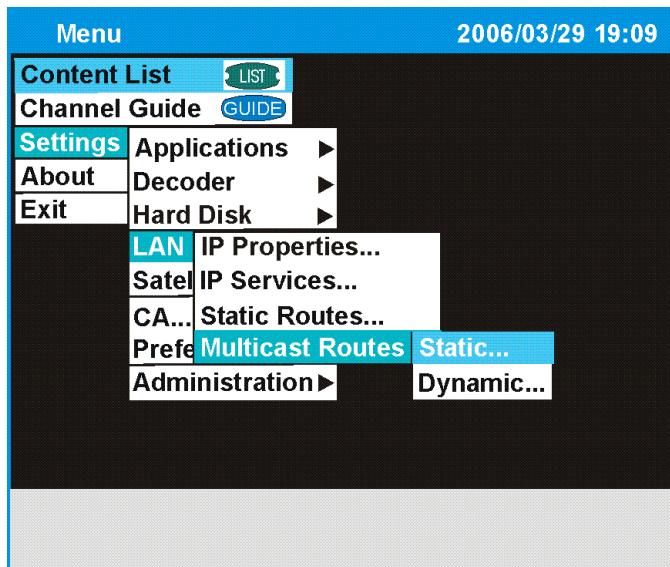 Menu 2006/03/29 19:09
Content List LIST
Channel Guide GUIDE
Settings
About
Exit
Applications ▶
Decoder ▶
Hard Disk ▶
LAN
Satel
CA...
Prefe
Administration ▶
IP Properties...
IP Services...
Static Routes...
Multicast Routes
Static...
Dynamic...